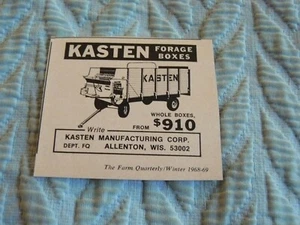 KASTEN FORAGE
BOXES
KASTEN
WHOLE BOXES,
Write FROM $910
KASTEN MANUFACTURING CORP.
DEPT. FQ ALLENTON, WIS. 53002
The Farm Quarterly/Winter 1968-69